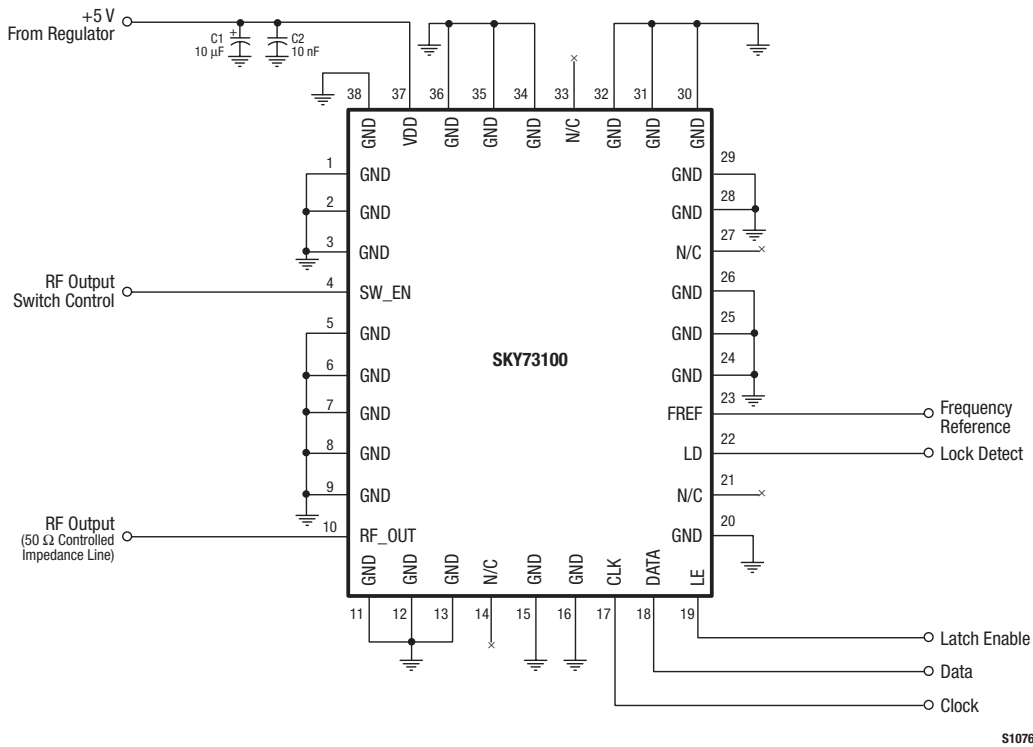 +5 V
From Regulator
C1
+
10 μF
C2
10 nF
38
37
36
35
34
33
32
31
30
GND
VDD
GND
GND
GND
N/C
GND
GND
GND
1
GND
2
GND
3
GND
RF Output
Switch Control
4
SW_EN
5
GND
6
GND
7
GND
8
GND
9
GND
RF Output
(50 Ω Controlled
Impedance Line)
10
RF_OUT
SKY73100
29
GND
28
GND
27
N/C
26
GND
25
GND
24
GND
23
FREF
Frequency
Reference
22
LD
Lock Detect
21
N/C
20
GND
GND
GND
GND
N/C
GND
GND
CLK
DATA
LE
11
12
13
14
15
16
17
18
19
Latch Enable
Data
Clock
S1076